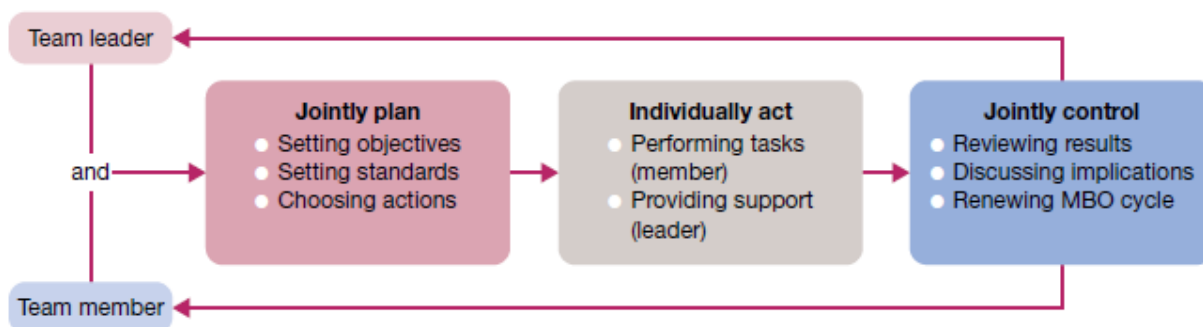 Team leader
and
Team member
Jointly plan
Setting objectives
Setting standards
Choosing actions
Individually act
Performing tasks
(member)
Providing support
(leader)
Jointly control
Reviewing results
Discussing implications
Renewing MBO cycle